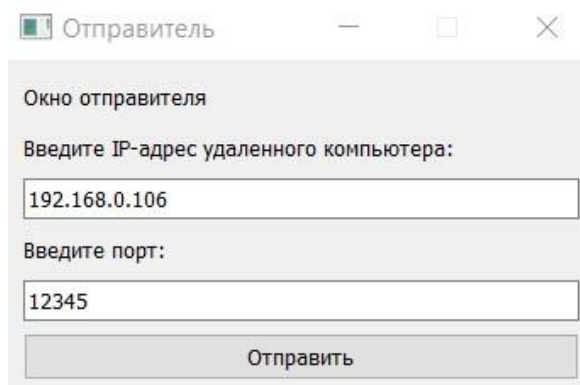 Отправитель
Окно отправителя
Введите IP-адрес удаленного компьютера:
192.168.0.106
Введите порт:
12345
Отправить